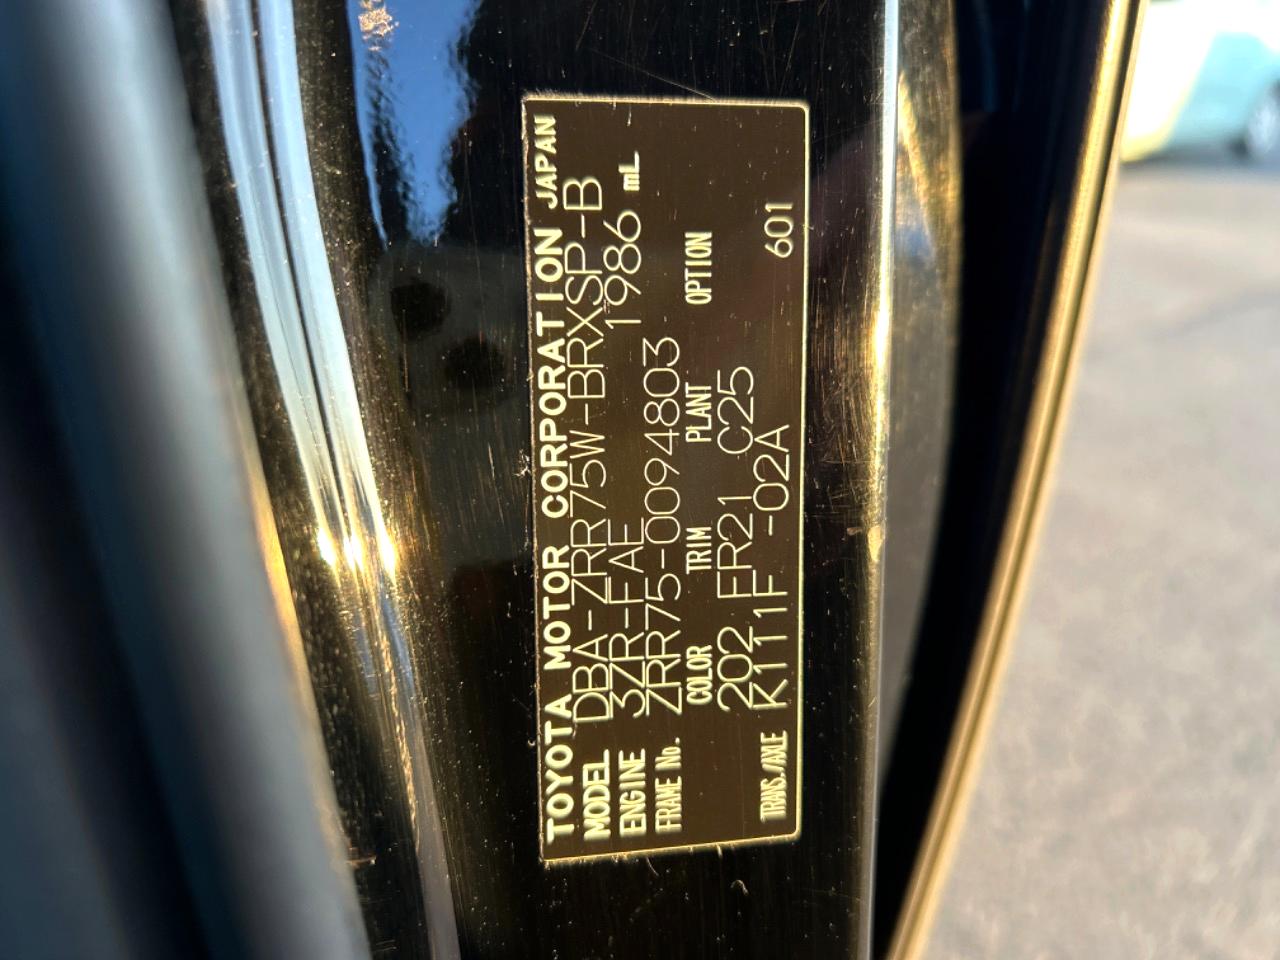 TOYOTA MOTOR CORPORATION JAPAN
MODEL DBA-ZRR75W-BRXSP-B
ENGINE 3ZR-FAE 1986 mL
FRAME No. ZRR75-0094803
COLOR TRIM PLANT OPTION
202 FR21 C25
TRANS./AXLE K111F -02A 601